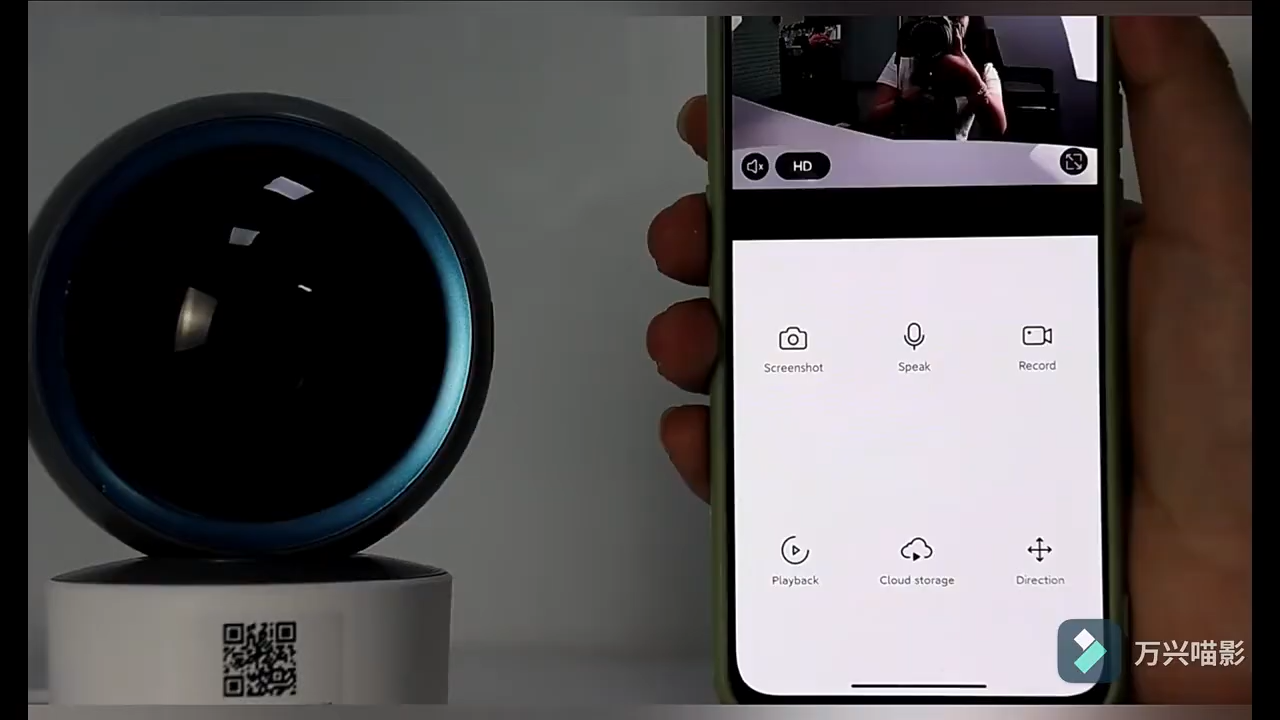 HD
Screenshot
Speak
Record
Playback
Cloud storage
Direction
万兴喵影